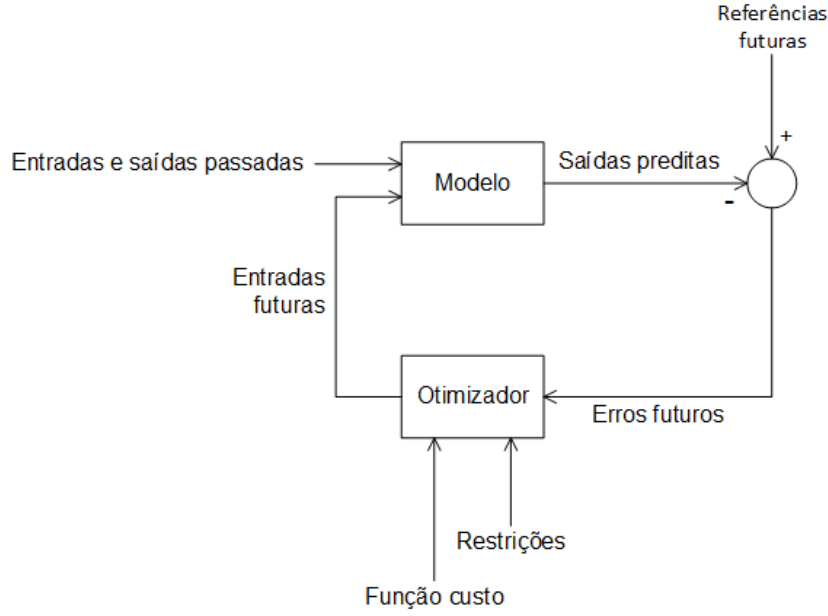 Referências
futuras
+
Entradas e saídas passadas
Modelo
Saídas preditas
-
Entradas
futuras
Otimizador
Erros futuros
Restrições
Função custo